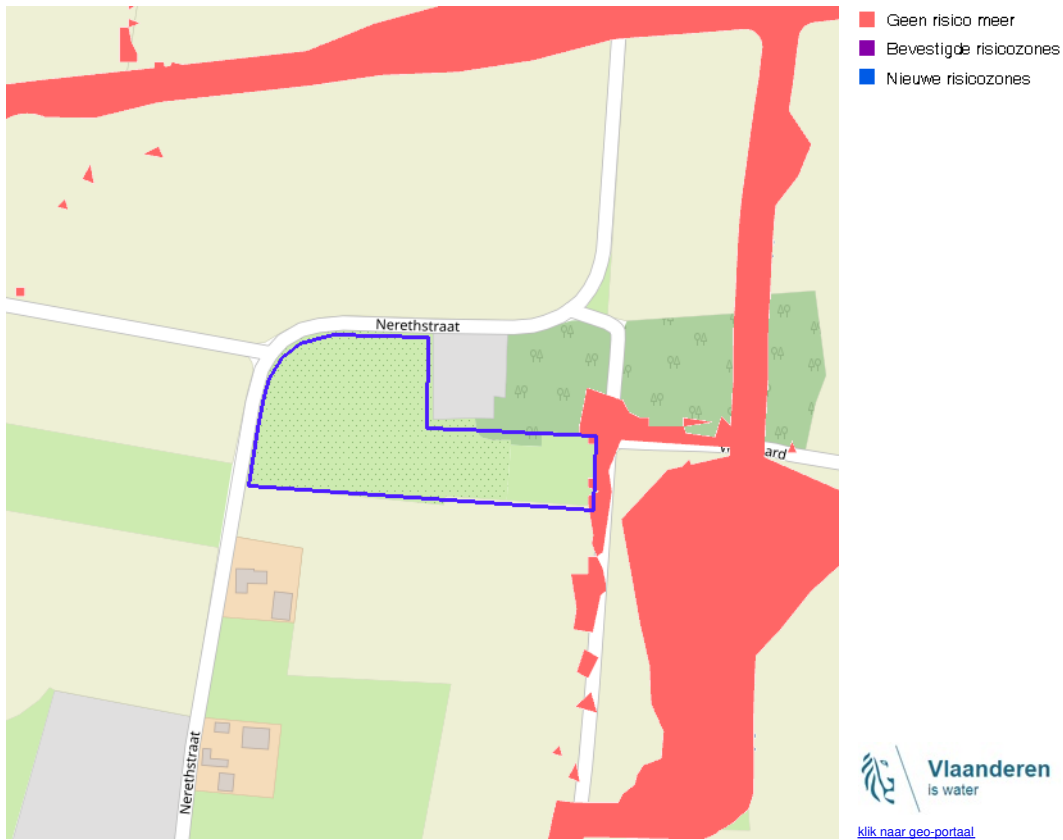 Geen risico meer
Bevestigde risicozones
Nieuwe risicozones
Nerethstraat
Nerethstraat
Vlaanderen
is water
klik naar geo-portaal